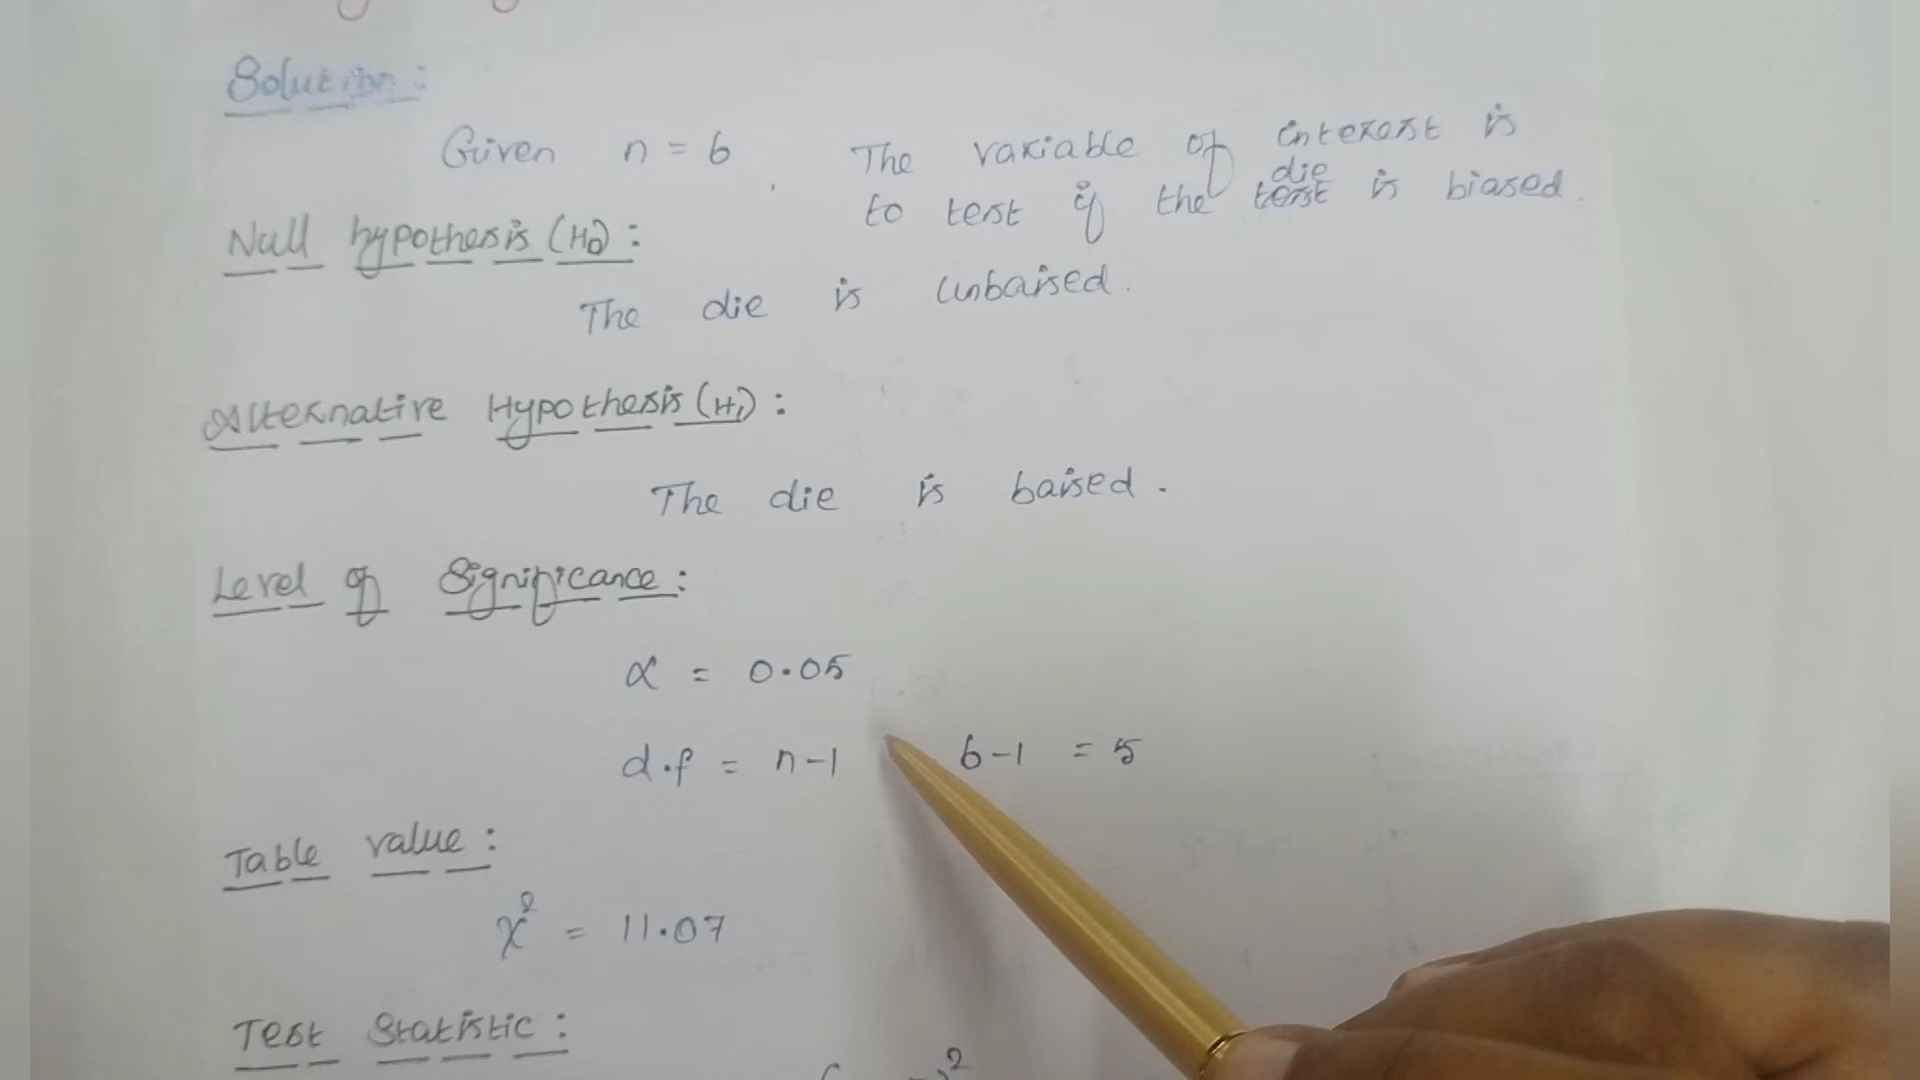 Solution:
Given n = 6. The variable of interest is
to test if the die test is biased.
Null hypothesis (H0):
The die is unbaised.
Alternative Hypothesis (H1):
The die is baised.
Level of Significance:
α = 0.05
d.f = n-1 6-1 = 5
Table value:
χ² = 11.07
Test Statistic: